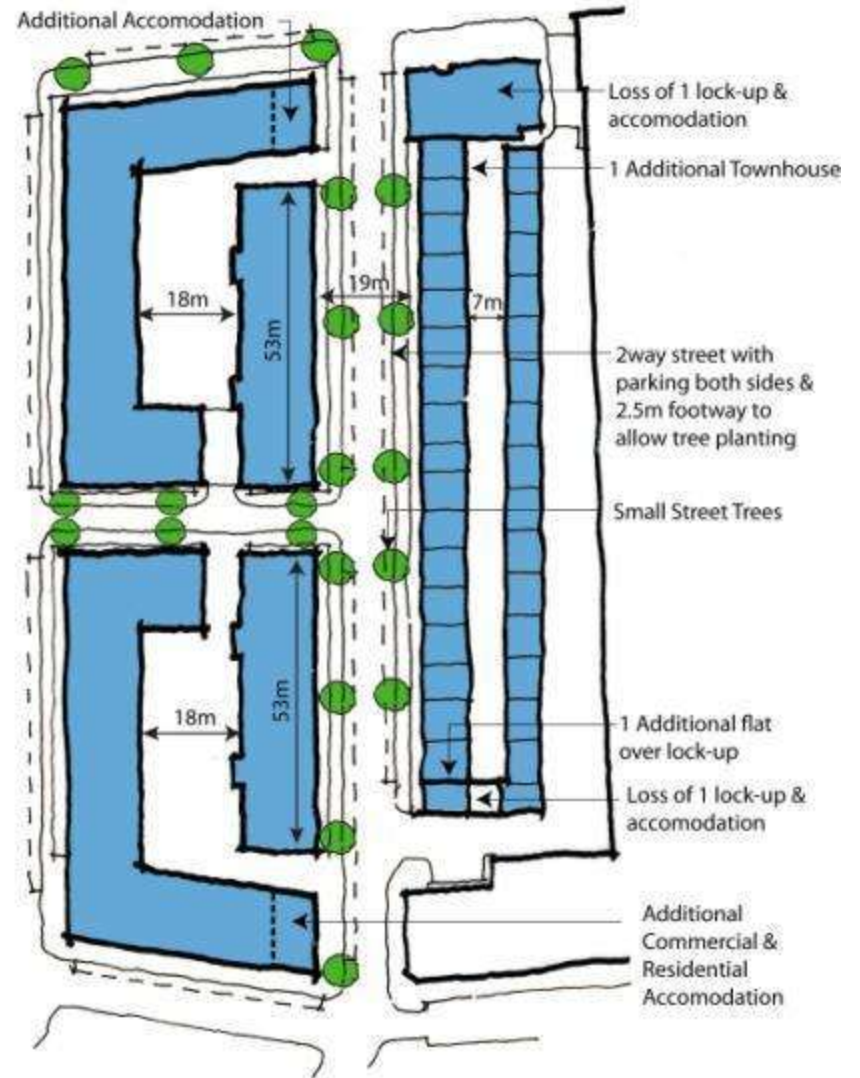 Additional Accomodation
Loss of 1 lock-up &
accomodation
1 Additional Townhouse
19m
18m
7m
53m
2way street with
parking both sides &
2.5m footway to
allow tree planting
Small Street Trees
18m
53m
1 Additional flat
over lock-up
Loss of 1 lock-up &
accomodation
Additional
Commercial &
Residential
Accomodation